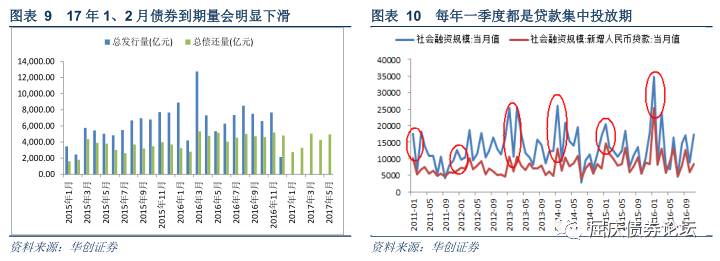 图表 9 17 年 1、2 月债券到期量会明显下滑
总发行量(亿元)
总偿还量(亿元)
14,000.00
12,000.00
10,000.00
8,000.00
6,000.00
4,000.00
2,000.00
0.00
2015年1月
2015年3月
2015年5月
2015年7月
2015年9月
2015年11月
2016年1月
2016年3月
2016年5月
2016年7月
2016年9月
2016年11月
2017年1月
2017年3月
2017年5月
资料来源：华创证券
图表 10 每年一季度都是贷款集中投放期
社会融资规模:当月值
社会融资规模:新增人民币贷款:当月值
40000
35000
30000
25000
20000
15000
10000
5000
0
2011-01
2011-05
2011-09
2012-01
2012-05
2012-09
2013-01
2013-05
2013-09
2014-05
2014-09
2015-01
2015-05
2015-09
2016-01
2016-05
2016-09
资料来源：华创证券
屈庆债券论坛